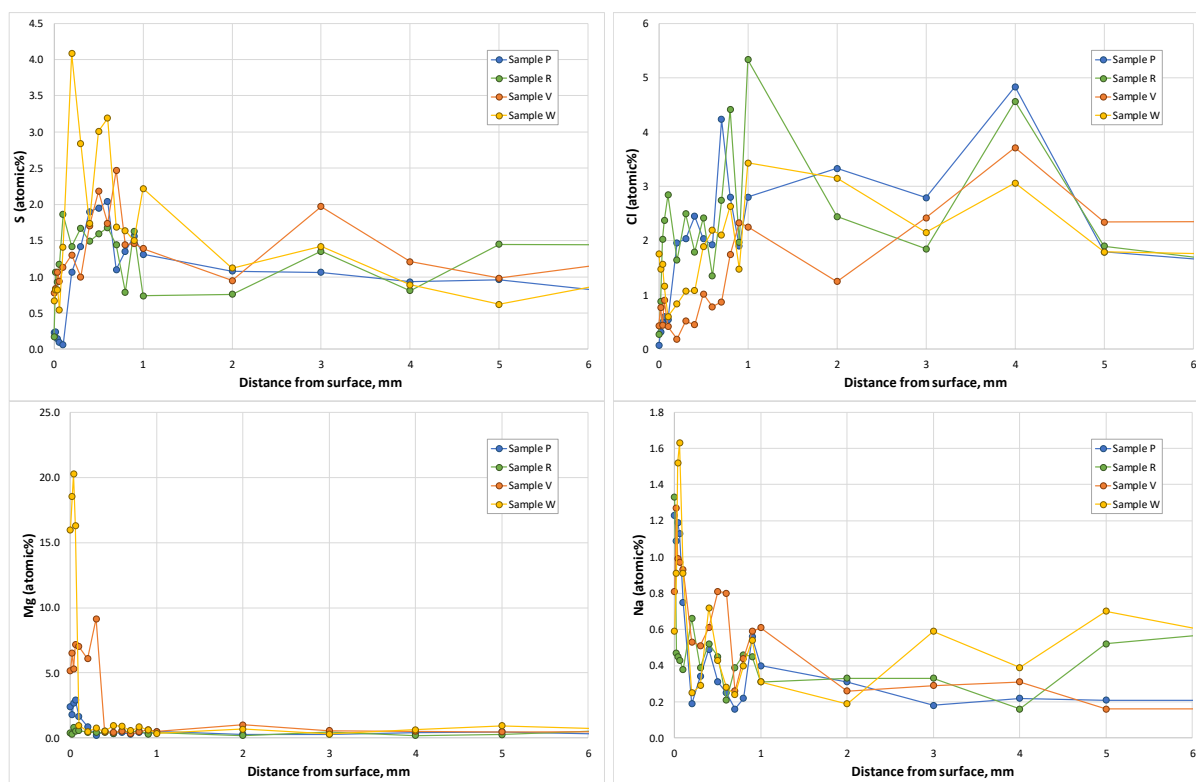 S (atomic%)
4.5
4.0
3.5
3.0
2.5
2.0
1.5
1.0
0.5
0.0
0
1
2
3
4
5
6
Distance from surface, mm
Sample P
Sample R
Sample V
Sample W
Cl (atomic%)
6
5
4
3
2
1
0
0
1
2
3
4
5
6
Distance from surface, mm
Sample P
Sample R
Sample V
Sample W
Mg (atomic%)
25.0
20.0
15.0
10.0
5.0
0.0
0
1
2
3
4
5
6
Distance from surface, mm
Sample P
Sample R
Sample V
Sample W
Na (atomic%)
1.8
1.6
1.4
1.2
1.0
0.8
0.6
0.4
0.2
0.0
0
1
2
3
4
5
6
Distance from surface, mm
Sample P
Sample R
Sample V
Sample W